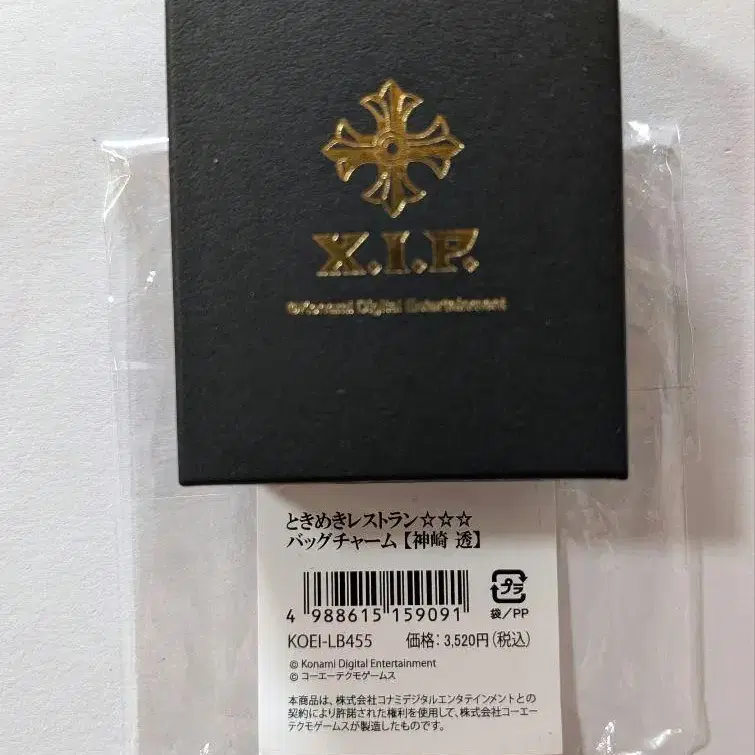 X.I.P.
©Konami Digital Entertainment
ときめきレストラン☆☆☆
バッグチャーム【神崎 透】
4 988615 159091
プラ
袋/PP
KOEI-LB455 価格：3,520円(税込)
© Konami Digital Entertainment
© コーエーテクモゲームス
本商品は、株式会社コナミデジタルエンタテインメントとの
契約により許諾された権利を使用して、株式会社コーエー
テクモゲームスが製造したものです。